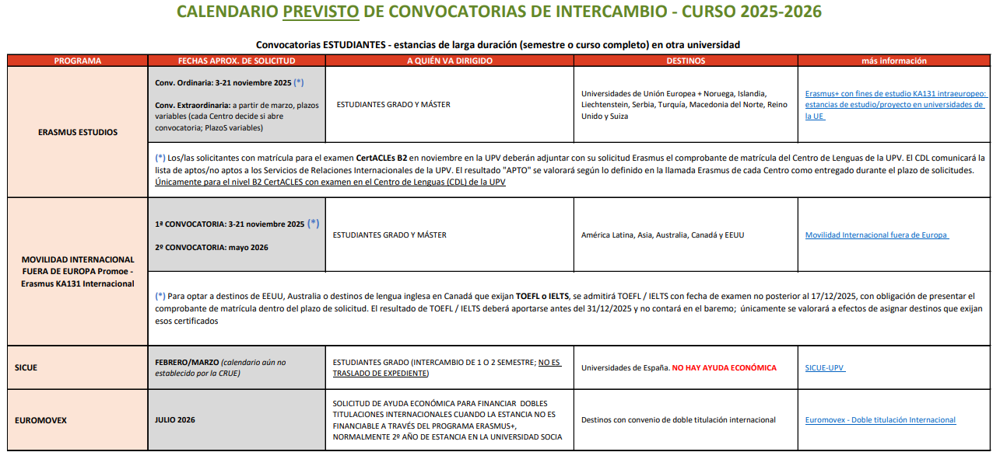 CALENDARIO PREVISTO DE CONVOCATORIAS DE INTERCAMBIO - CURSO 2025-2026
Convocatorias ESTUDIANTES - estancias de larga duración (semestre o curso completo) en otra universidad
PROGRAMA
FECHAS APROX. DE SOLICITUD
A QUIÉN VA DIRIGIDO
DESTINOS
más información
ERASMUS ESTUDIOS
Conv. Ordinaria: 3-21 noviembre 2025 (*)
Conv. Extraordinaria: a partir de marzo, plazos
variables (cada Centro decide si abre
convocatoria; PlazoS variables)
ESTUDIANTES GRADO Y MÁSTER
Universidades de Unión Europea + Noruega, Islandia,
Liechtenstein, Serbia, Turquía, Macedonia del Norte, Reino
Unido y Suiza
Erasmus+ con fines de estudio KA131 intraeuropeo:
estancias de estudio/proyecto en universidades de
la UE
(*) Los/las solicitantes con matrícula para el examen CertACLEs B2 en noviembre en la UPV deberán adjuntar con su solicitud Erasmus el comprobante de matrícula del Centro de Lenguas de la UPV. El CDL comunicará la
lista de aptos/no aptos a los Servicios de Relaciones Internacionales de la UPV. El resultado "APTO" se valorará según lo definido en la llamada Erasmus de cada Centro como entregado durante el plazo de solicitudes.
Únicamente para el nivel B2 CertACLES con examen en el Centro de Lenguas (CDL) de la UPV
MOVILIDAD INTERNACIONAL
FUERA DE EUROPA Promoe -
Erasmus KA131 Internacional
1ª CONVOCATORIA: 3-21 noviembre 2025 (*)
2º CONVOCATORIA: mayo 2026
ESTUDIANTES GRADO Y MÁSTER
América Latina, Asia, Australia, Canadá y EEUU
Movilidad Internacional fuera de Europa
(*) Para optar a destinos de EEUU, Australia o destinos de lengua inglesa en Canadá que exijan TOEFL o IELTS, se admitirá TOEFL / IELTS con fecha de examen no posterior al 17/12/2025, con obligación de presentar el
comprobante de matrícula dentro del plazo de solicitud. El resultado de TOEFL / IELTS deberá aportarse antes del 31/12/2025 y no contará en el baremo; únicamente se valorará a efectos de asignar destinos que exijan
esos certificados
SICUE
FEBRERO/MARZO (calendario aún no
establecido por la CRUE)
ESTUDIANTES GRADO (INTERCAMBIO DE 1 O 2 SEMESTRE; NO ES
TRASLADO DE EXPEDIENTE)
Universidades de España. NO HAY AYUDA ECONÓMICA
SICUE-UPV
EUROMOVEX
JULIO 2026
SOLICITUD DE AYUDA ECONÓMICA PARA FINANCIAR DOBLES
TITULACIONES INTERNACIONALES CUANDO LA ESTANCIA NO ES
FINANCIABLE A TRAVÉS DEL PROGRAMA ERASMUS+,
NORMALMENTE 2º AÑO DE ESTANCIA EN LA UNIVERSIDAD SOCIA
Destinos con convenio de doble titulación internacional
Euromovex - Doble titulación Internacional